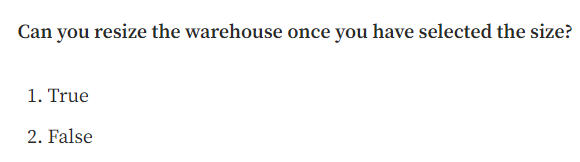 Can you resize the warehouse once you have selected the size?
1. True
2. False